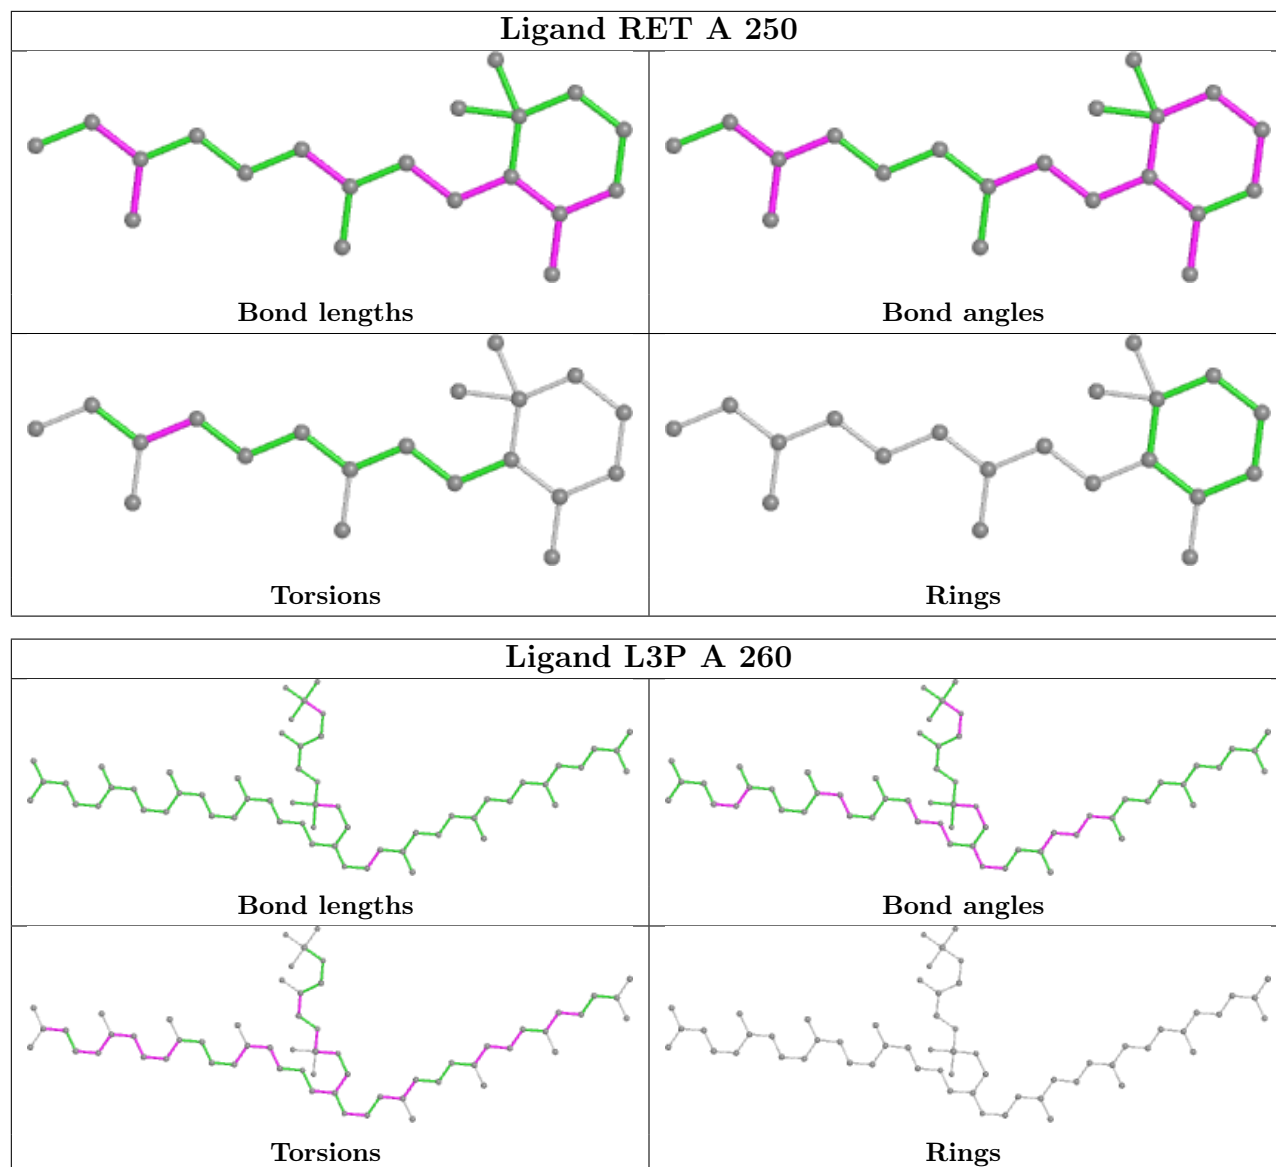 Ligand RET A 250
Bond lengths
Bond angles
Torsions
Rings
Ligand L3P A 260
Bond lengths
Bond angles
Torsions
Rings